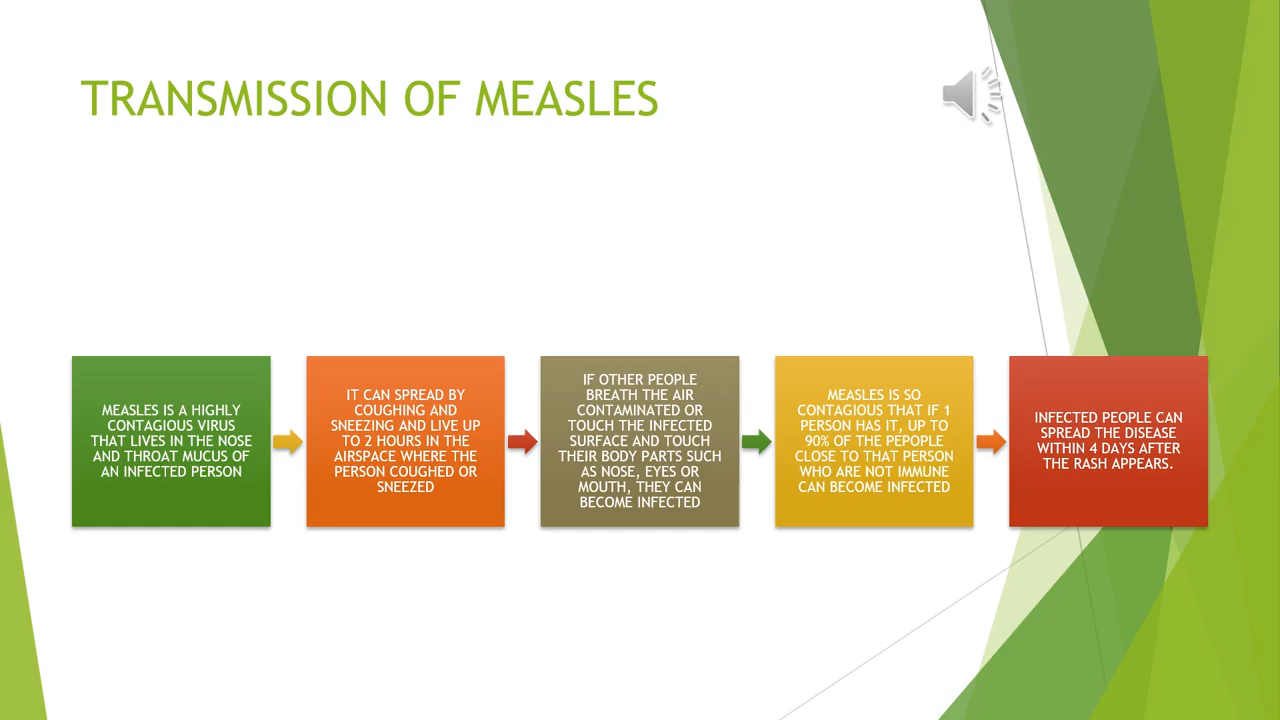 TRANSMISSION OF MEASLES
MEASLES IS A HIGHLY
CONTAGIOUS VIRUS
THAT LIVES IN THE NOSE
AND THROAT MUCUS OF
AN INFECTED PERSON
IT CAN SPREAD BY
COUGHING AND
SNEEZING AND LIVE UP
TO 2 HOURS IN THE
AIRSPACE WHERE THE
PERSON COUGHED OR
SNEEZED
IF OTHER PEOPLE
BREATH THE AIR
CONTAMINATED OR
TOUCH THE INFECTED
SURFACE AND TOUCH
THEIR BODY PARTS SUCH
AS NOSE, EYES OR
MOUTH, THEY CAN
BECOME INFECTED
MEASLES IS SO
CONTAGIOUS THAT IF 1
PERSON HAS IT, UP TO
90% OF THE PEPOPLE
CLOSE TO THAT PERSON
WHO ARE NOT IMMUNE
CAN BECOME INFECTED
INFECTED PEOPLE CAN
SPREAD THE DISEASE
WITHIN 4 DAYS AFTER
THE RASH APPEARS.